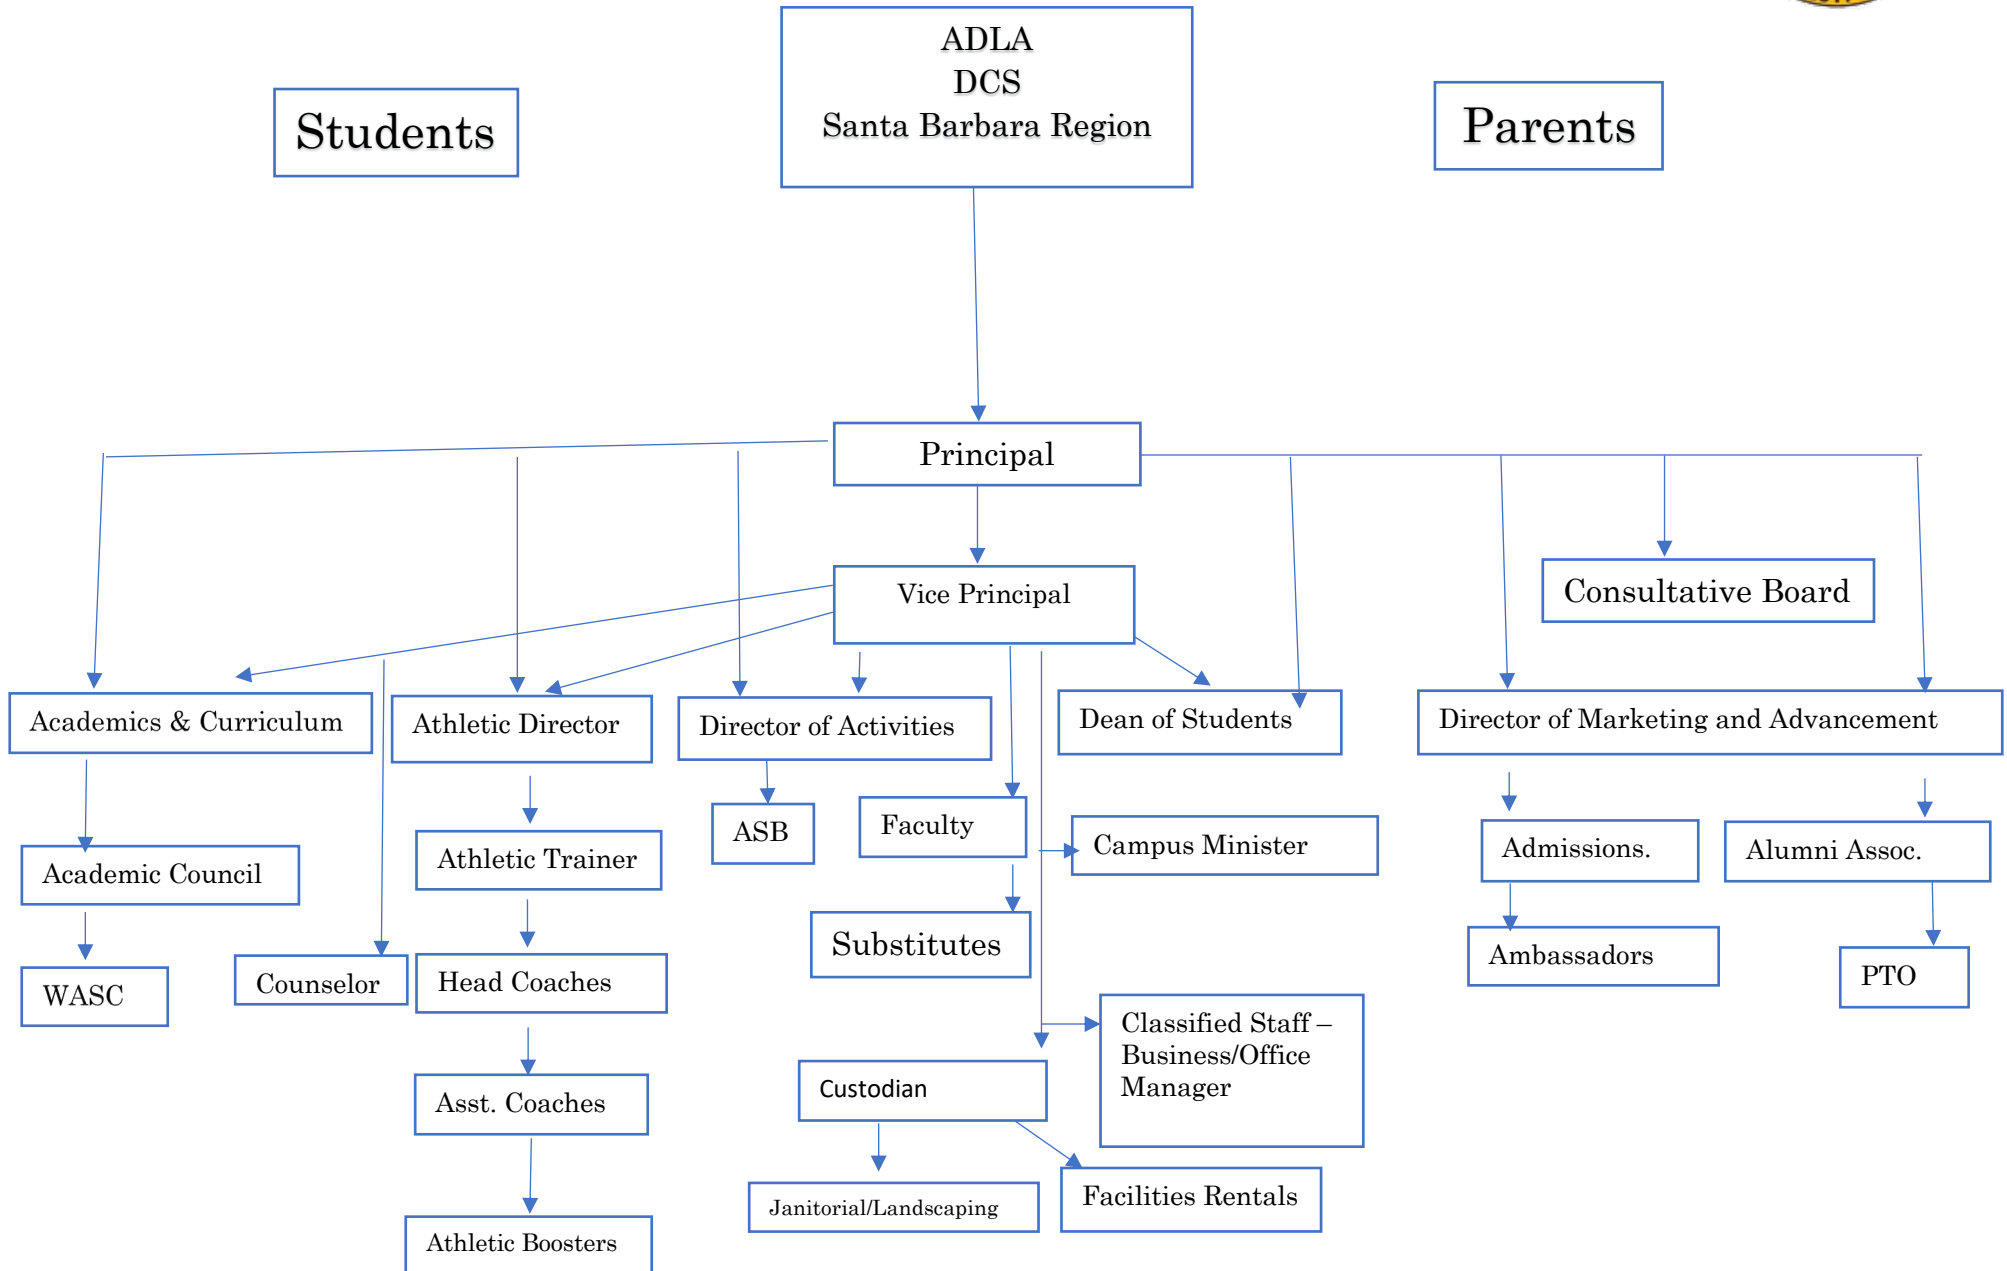 ADLA
DCS
Santa Barbara Region
Students
Parents
Principal
Vice Principal
Consultative Board
Academics & Curriculum
Athletic Director
Director of Activities
Dean of Students
Director of Marketing and Advancement
ASB
Faculty
Campus Minister
Admissions.
Alumni Assoc.
Athletic Trainer
Academic Council
Substitutes
Ambassadors
WASC
Counselor
Head Coaches
PTO
Classified Staff –
Business/Office
Manager
Custodian
Asst. Coaches
Janitorial/Landscaping
Facilities Rentals
Athletic Boosters